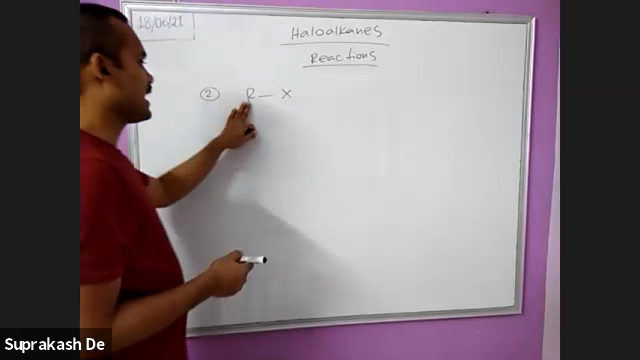 18/06/21
Haloalkanes
Reactions
② R — X
Suprakash De